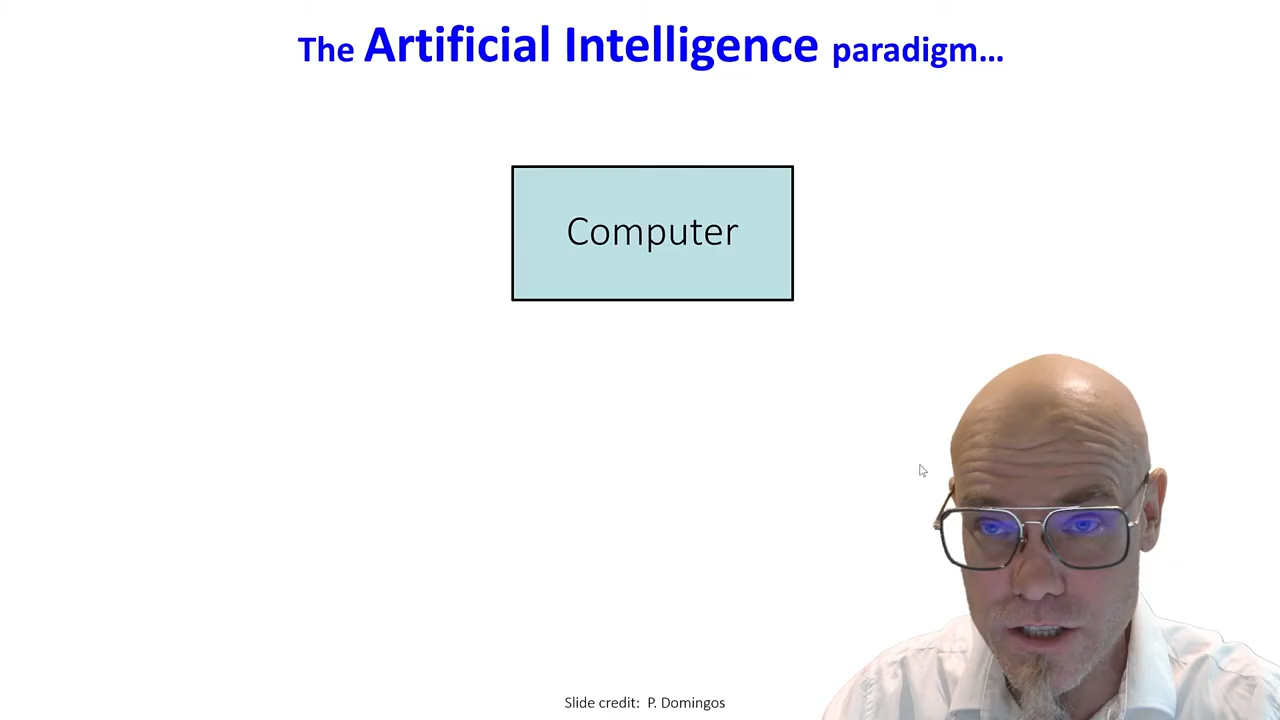 The Artificial Intelligence paradigm...
Computer
Slide credit: P. Domingos